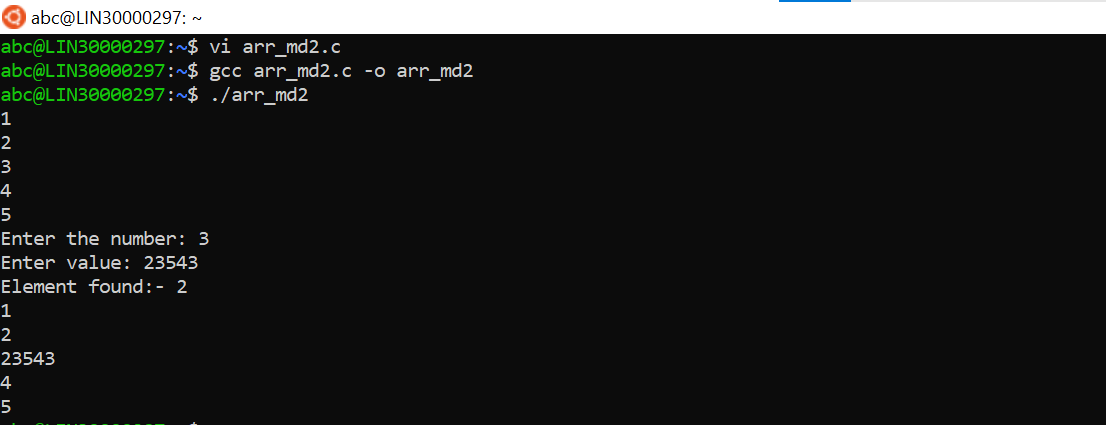 abc@LIN30000297: ~
abc@LIN30000297:~$ vi arr_md2.c
abc@LIN30000297:~$ gcc arr_md2.c -o arr_md2
abc@LIN30000297:~$ ./arr_md2
1
2
3
4
5
Enter the number: 3
Enter value: 23543
Element found:- 2
1
2
23543
4
5